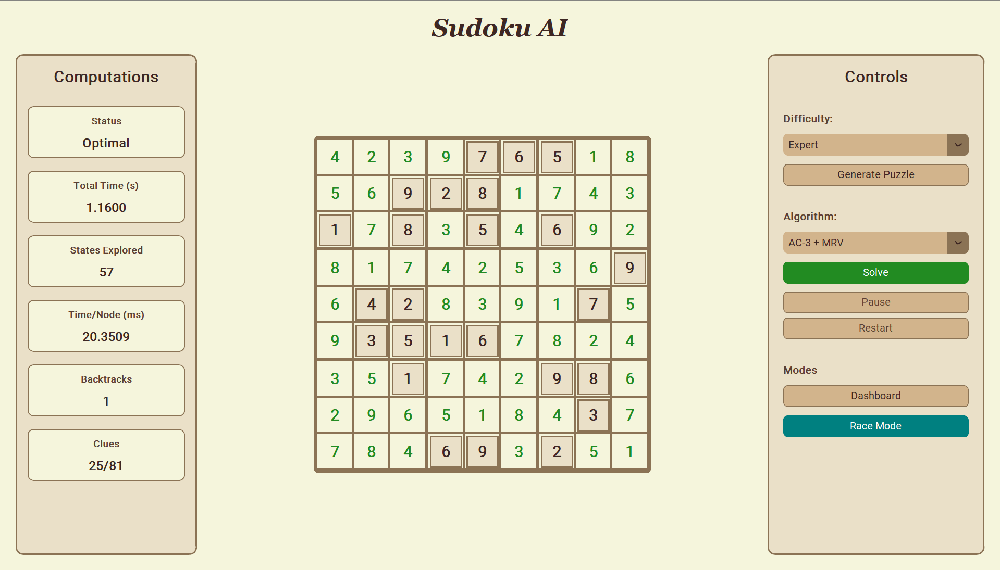 Sudoku AI
Computations
Status
Optimal
Total Time (s)
1.1600
States Explored
57
Time/Node (ms)
20.3509
Backtracks
1
Clues
25/81
4 2 3 9 7 6 5 1 8
5 6 9 2 8 1 7 4 3
1 7 8 3 5 4 6 9 2
8 1 7 4 2 5 3 6 9
6 4 2 8 3 9 1 7 5
9 3 5 1 6 7 8 2 4
3 5 1 7 4 2 9 8 6
2 9 6 5 1 8 4 3 7
7 8 4 6 9 3 2 5 1
Controls
Difficulty:
Expert
Generate Puzzle
Algorithm:
AC-3 + MRV
Solve
Pause
Restart
Modes
Dashboard
Race Mode